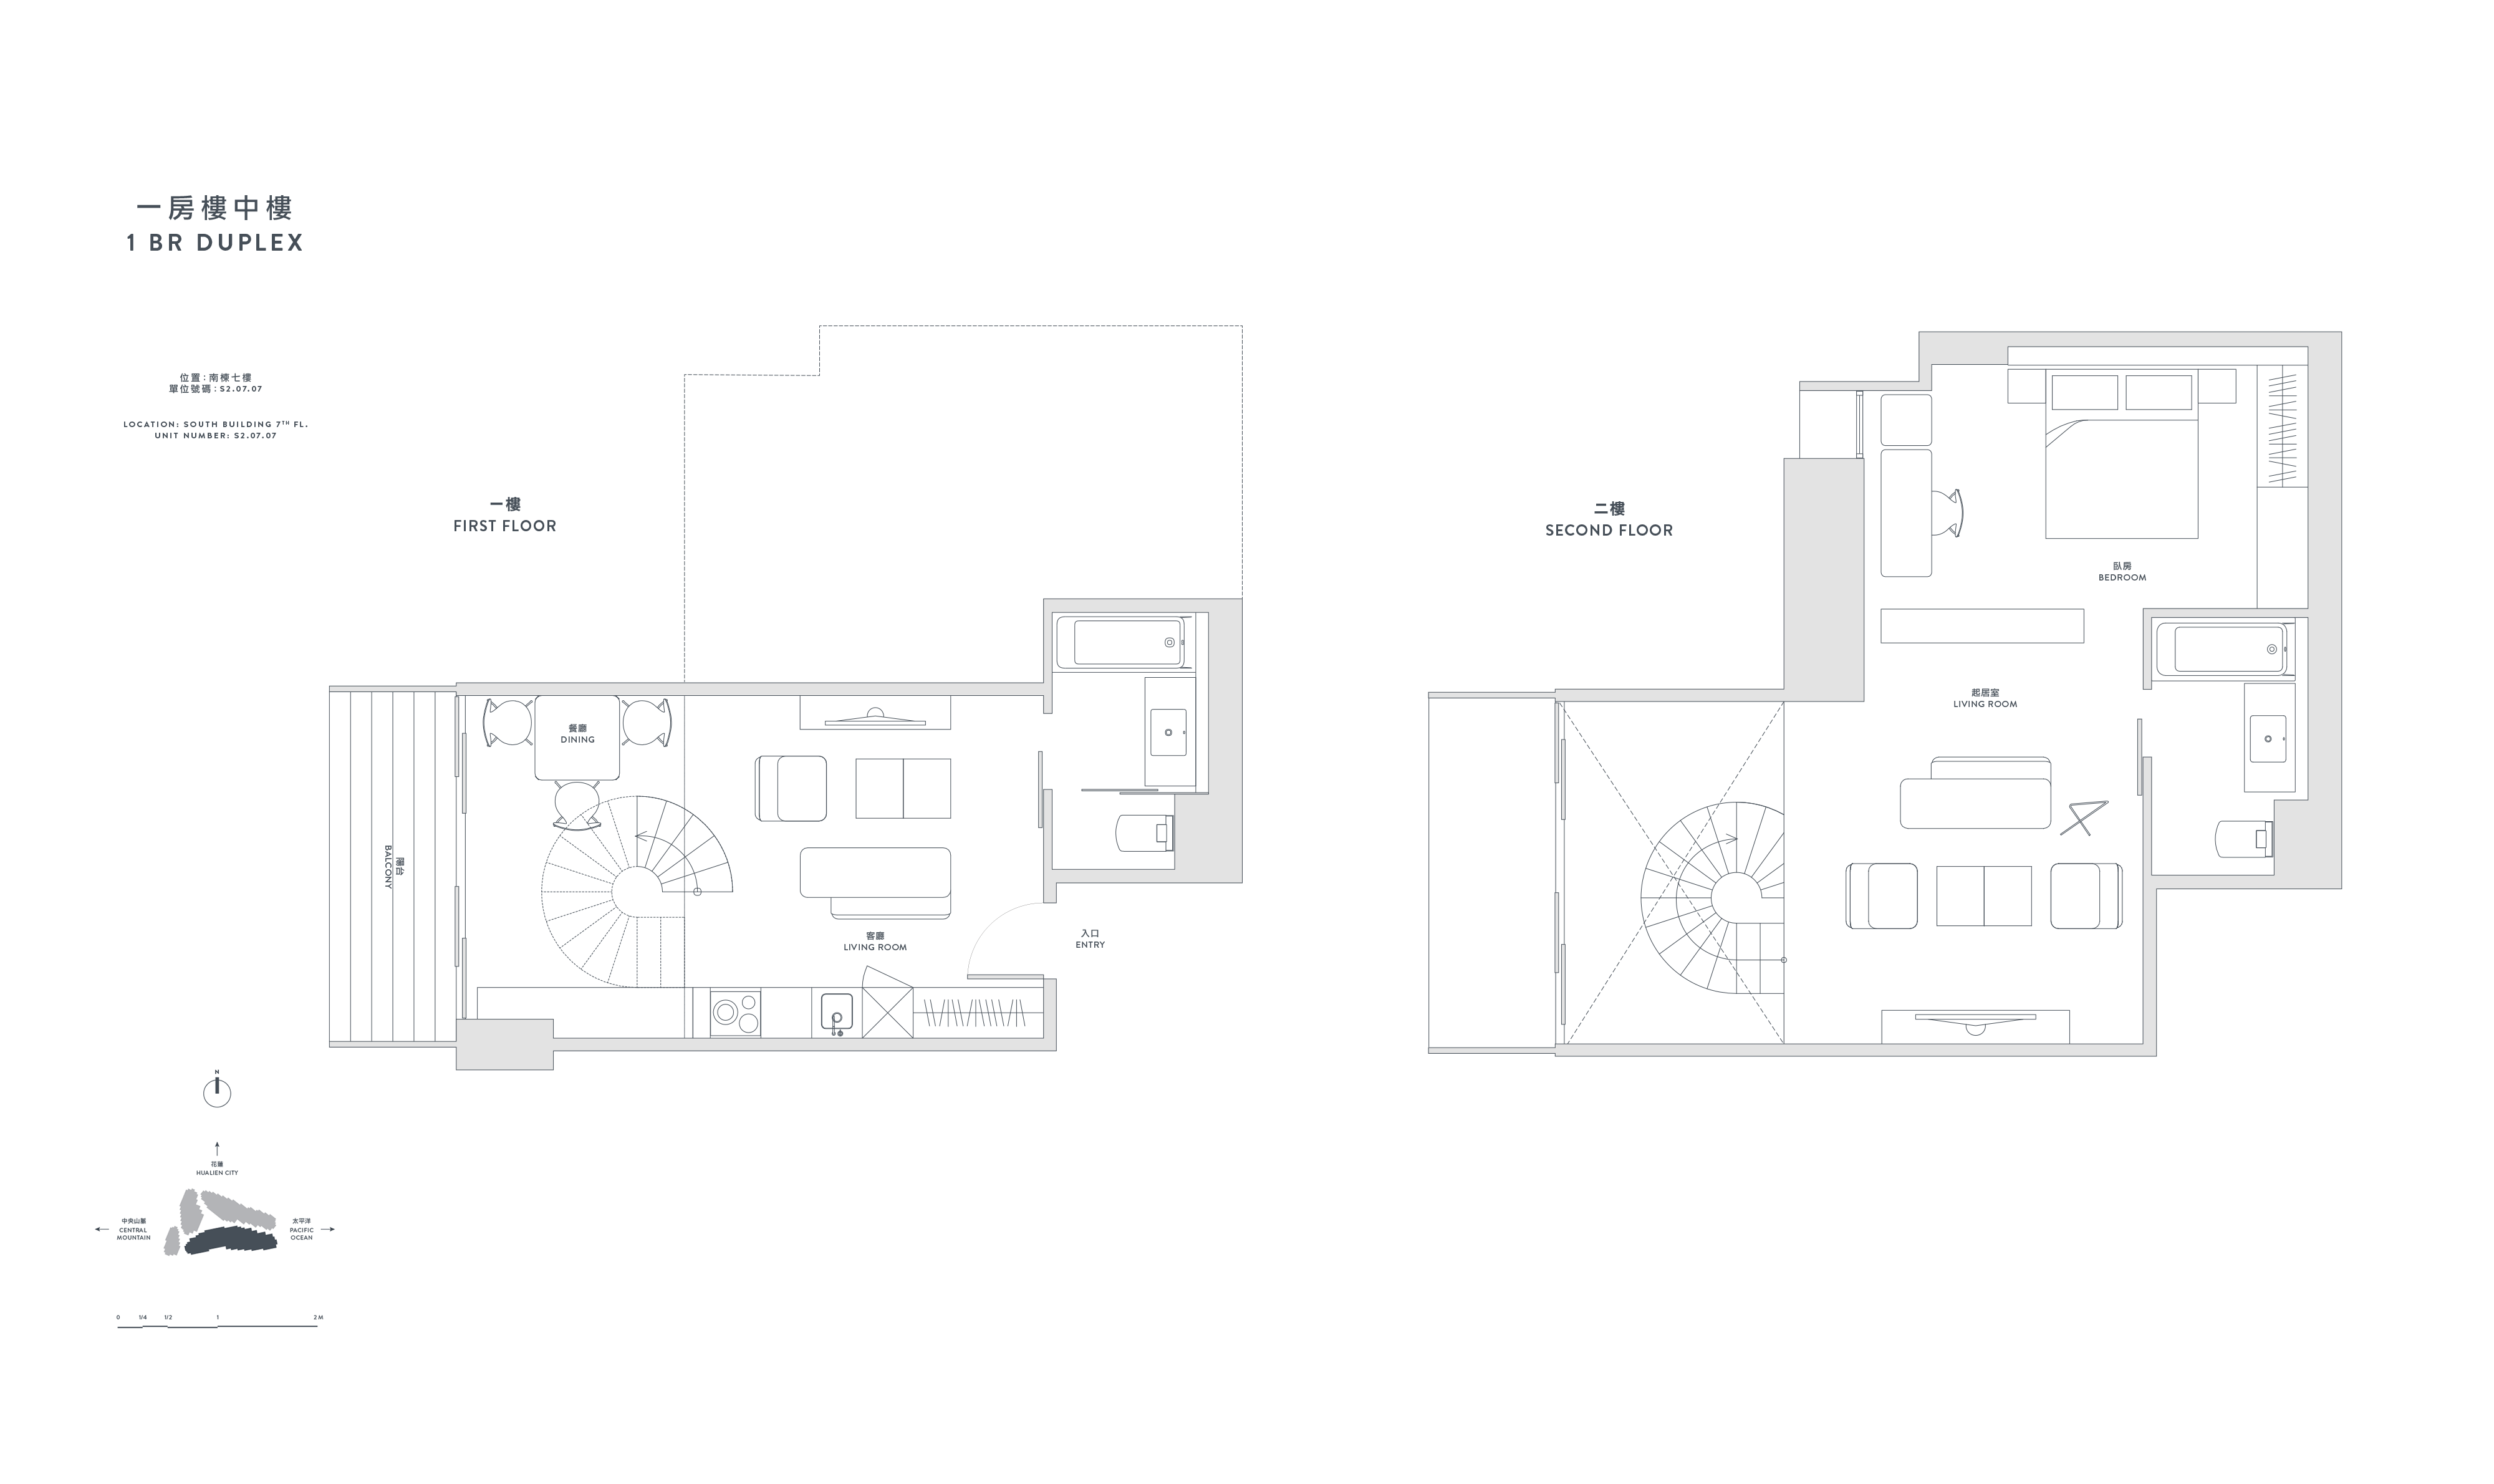 一房樓中樓
1 BR DUPLEX
位置：南棟七樓
單位號碼：S2.07.07
LOCATION: SOUTH BUILDING 7TH FL.
UNIT NUMBER: S2.07.07
一樓
FIRST FLOOR
餐廳
DINING
陽台
BALCONY
客廳
LIVING ROOM
入口
ENTRY
二樓
SECOND FLOOR
臥房
BEDROOM
起居室
LIVING ROOM
N
花蓮
HUALIEN CITY
中央山脈
CENTRAL
MOUNTAIN
太平洋
PACIFIC
OCEAN
0 1/4 1/2 1 2 M